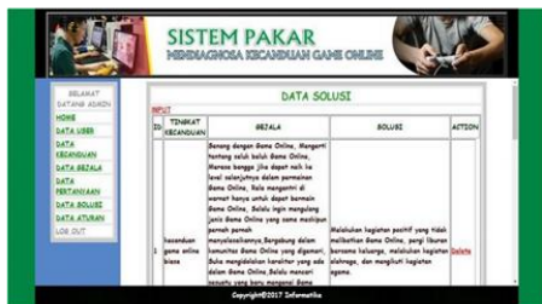 SISTEM PAKAR
MENDIAGNOSA KECANDUAN GAME ONLINE
SELAMAT
DATANG ADMIN
HOME
DATA USER
DATA
KECANDUAN
DATA GEJALA
DATA
PERTANYAAN
DATA SOLUSI
DATA ATURAN
LOG OUT
DATA SOLUSI
INPUT
ID
TINGKAT
KECANDUAN
GEJALA
SOLUSI
ACTION
1
kecanduan
game online
biasa
Senang dengan Game Online, Mengerti
tentang seluk beluk Game Online,
Merasa bangga jika dapat naik ke
level selanjutnya dalam permainan
Game Online, Rela mengantri di
warnet hanya untuk dapat bermain
Game Online, Selalu ingin mengulang
jenis Game Online yang sama meskipun
pernah pernah
menyelesaikannya,Bergabung dalam
komunitas Game Online yang digemari,
Suka mengidolakan karakter yang ada
dalam Game Online,Selalu mencari
sesuatu yang baru mengenai Game
Melakukan kegiatan positif yang tidak
melibatkan Game Online, pergi liburan
bersama keluarga, melakukan kegiatan
olahraga, dan mengikuti kegiatan
agama.
Delete
Copyright©2017 Informatika